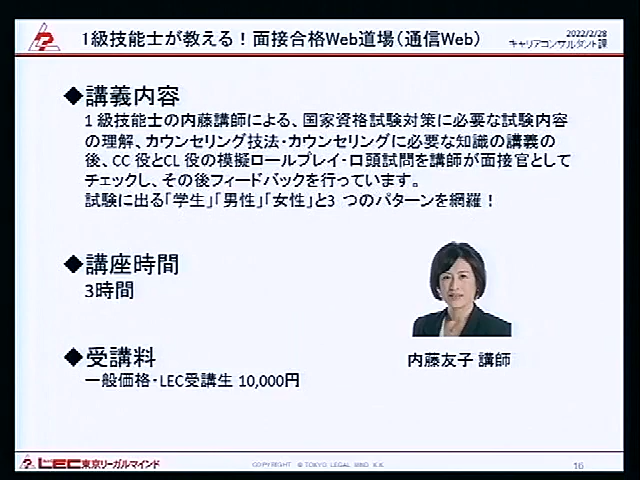 1級技能士が教える！面接合格Web道場（通信Web）
2022/2/28
キャリアコンサルタント課
◆講義内容
1 級技能士の内藤講師による、国家資格試験対策に必要な試験内容
の理解、カウンセリング技法・カウンセリングに必要な知識の講義の
後、CC 役とCL 役の模擬ロールプレイ・口頭試問を講師が面接官として
チェックし、その後フィードバックを行っています。
試験に出る「学生」「男性」「女性」と3 つのパターンを網羅！
◆講座時間
3時間
◆受講料
一般価格・LEC受講生 10,000円
内藤友子 講師
LEC東京リーガルマインド
COPYRIGHT © TOKYO LEGAL MIND K.K.
16